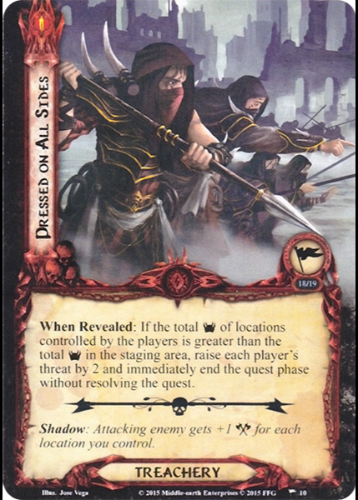 DRESSED ON ALL SIDES
18/19
When Revealed: If the total of locations
controlled by the players is greater than the
total in the staging area, raise each player's
threat by 2 and immediately end the quest phase
without resolving the quest.
Shadow: Attacking enemy gets +1 for each
location you control.
TREACHERY
Illus. Jose Vega
© 2015 Middle-earth Enterprises © 2015 FFG
10